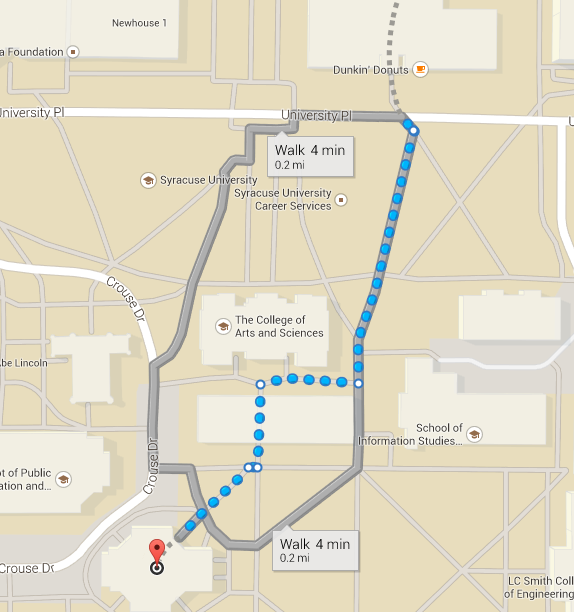 Newhouse 1
a Foundation
Dunkin' Donuts
University Pl
University Pl
U
Walk 4 min
0.2 mi
Syracuse University
Syracuse University
Career Services
Crouse Dr
The College of
Arts and Sciences
Abe Lincoln
School of
Information Studies...
Crouse Dr
pt of Public
ation and...
Walk 4 min
0.2 mi
Crouse Dr
LC Smith Coll
of Engineering